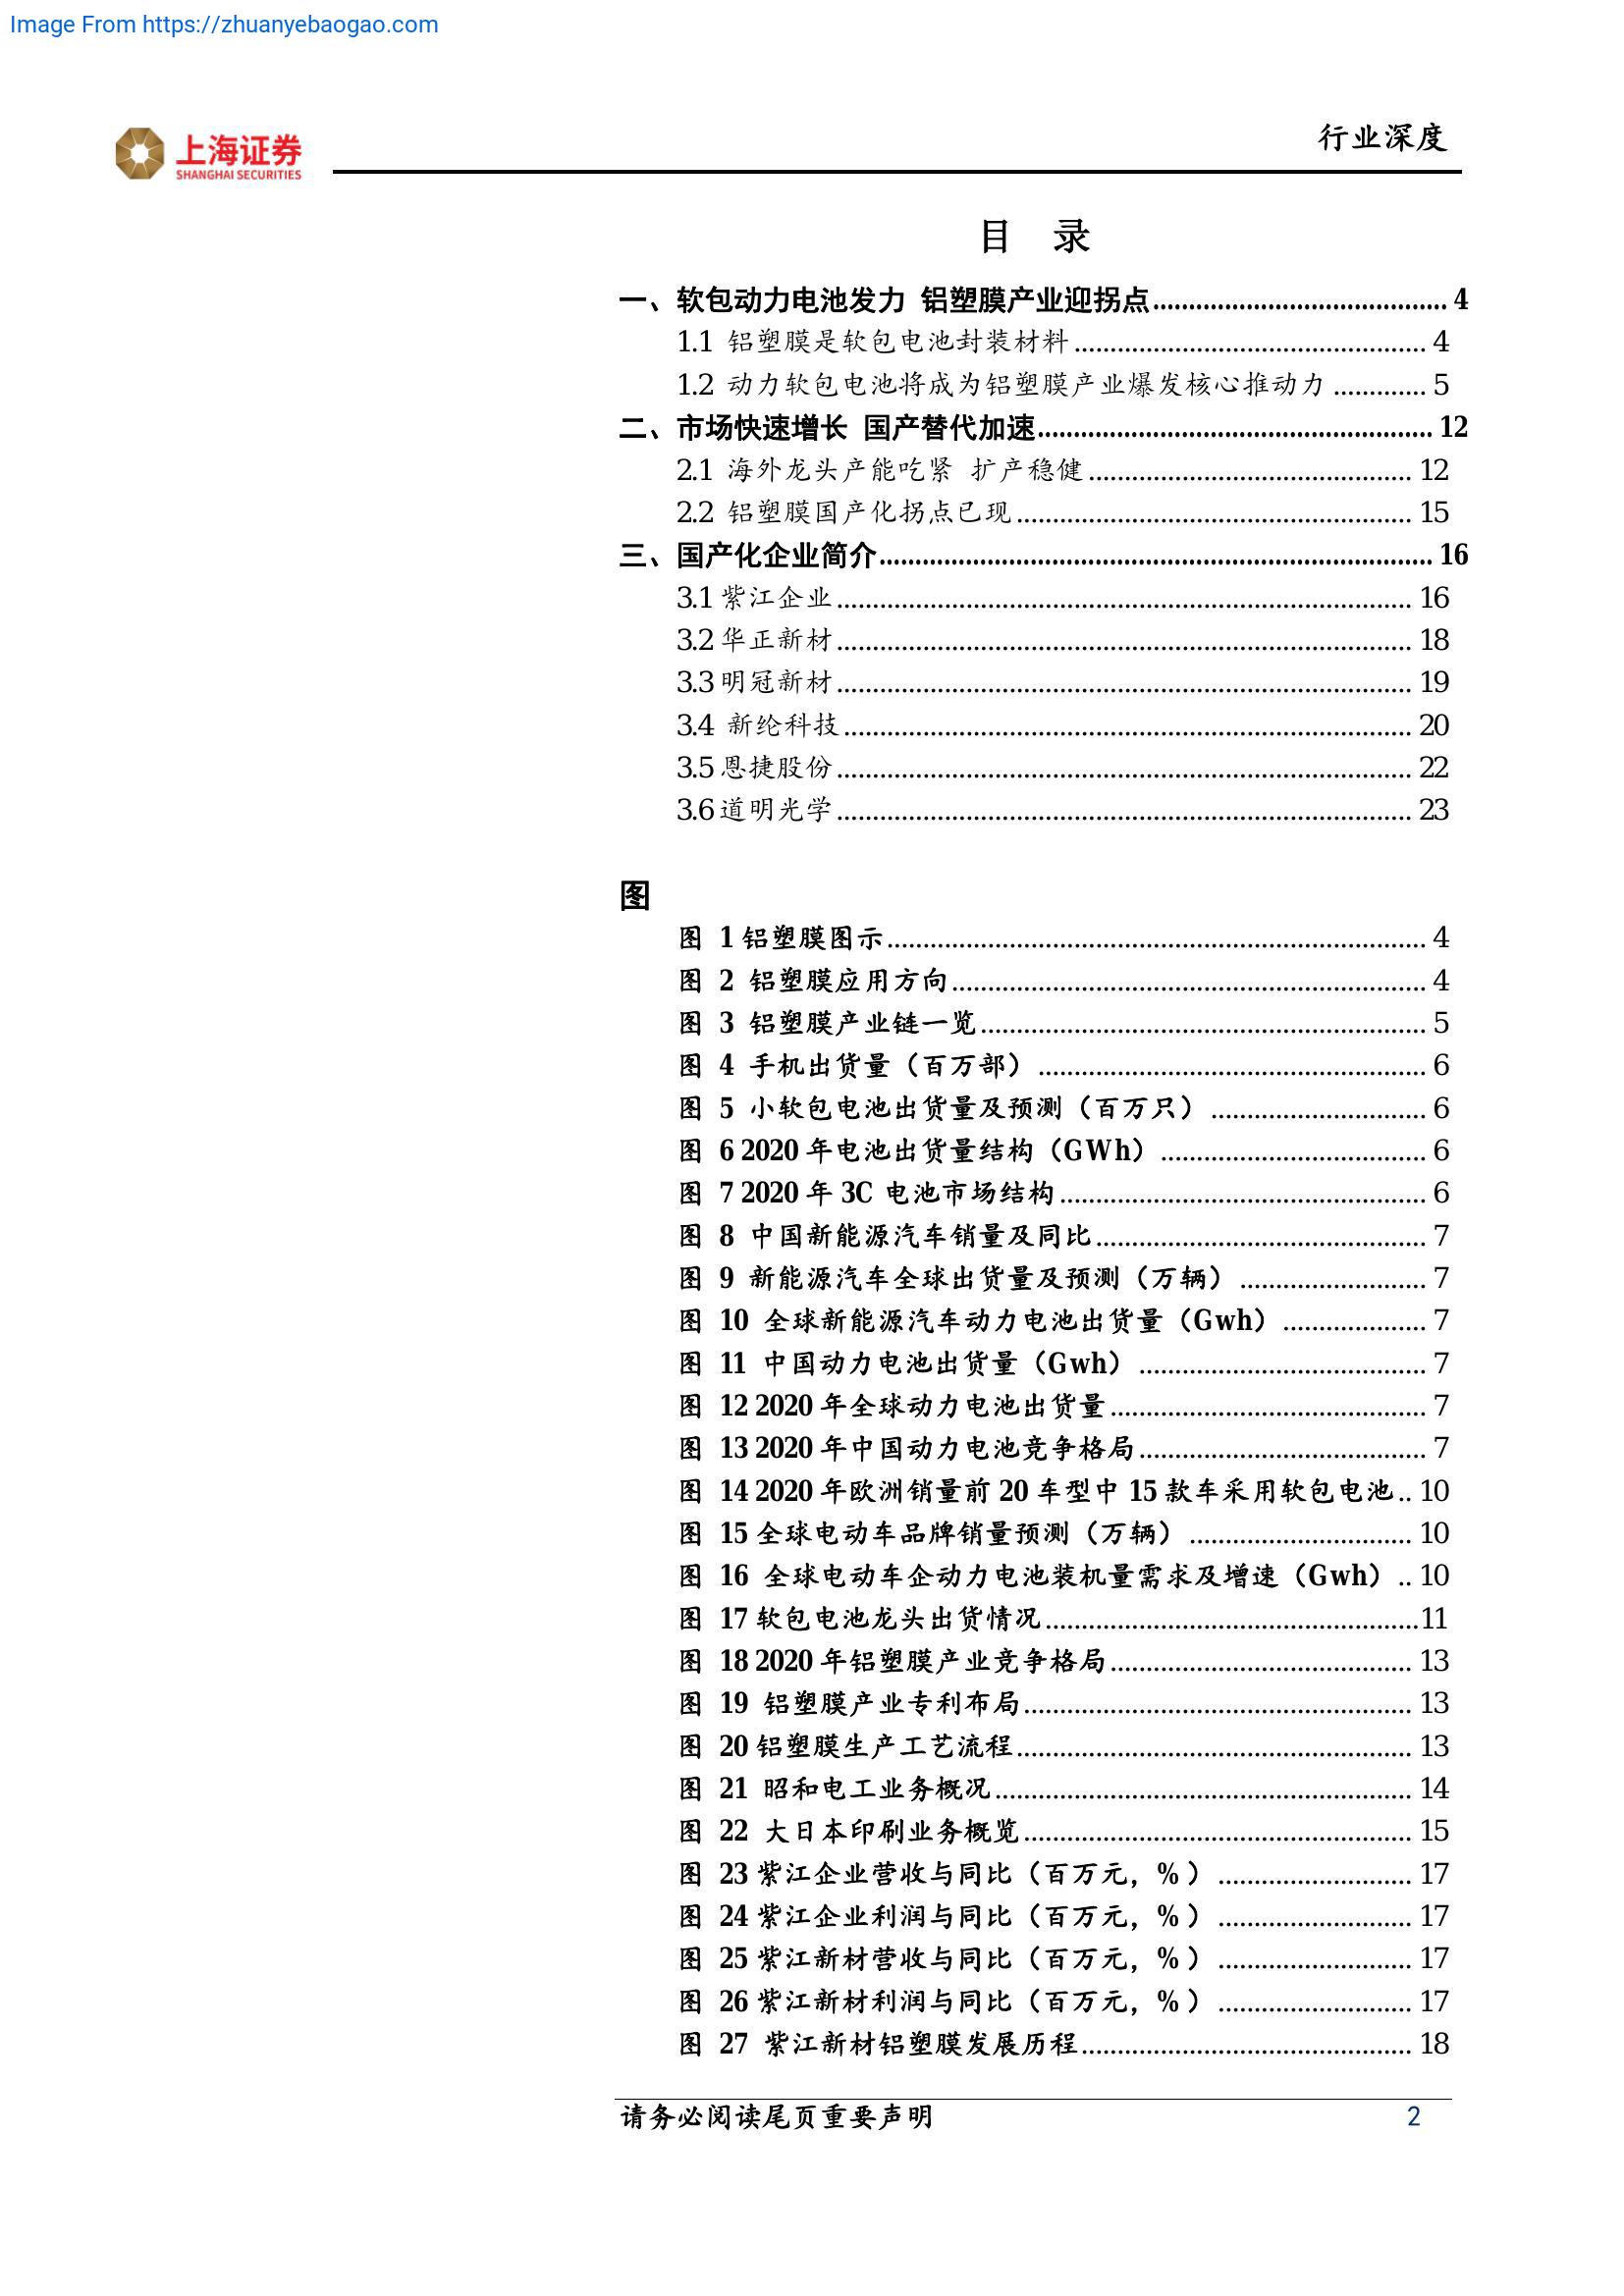 Image From https://zhuanyebaogao.com
行业深度
上海证券
SHANGHAI SECURITIES
目 录
一、软包动力电池发力 铝塑膜产业迎拐点........................................ 4
1.1 铝塑膜是软包电池封装材料................................................ 4
1.2 动力软包电池将成为铝塑膜产业爆发核心推动力 ............. 5
二、市场快速增长 国产替代加速...................................................... 12
2.1 海外龙头产能吃紧 扩产稳健............................................. 12
2.2 铝塑膜国产化拐点已现....................................................... 15
三、国产化企业简介............................................................................ 16
3.1 紫江企业................................................................................ 16
3.2 华正新材................................................................................ 18
3.3 明冠新材................................................................................ 19
3.4 新纶科技............................................................................... 20
3.5 恩捷股份................................................................................ 22
3.6 道明光学................................................................................ 23
图
图 1 铝塑膜图示........................................................................... 4
图 2 铝塑膜应用方向.................................................................. 4
图 3 铝塑膜产业链一览.............................................................. 5
图 4 手机出货量（百万部）...................................................... 6
图 5 小软包电池出货量及预测（百万只）.............................. 6
图 6 2020 年电池出货量结构（GWh）..................................... 6
图 7 2020 年 3C 电池市场结构................................................... 6
图 8 中国新能源汽车销量及同比.............................................. 7
图 9 新能源汽车全球出货量及预测（万辆）.......................... 7
图 10 全球新能源汽车动力电池出货量（Gwh）.................... 7
图 11 中国动力电池出货量（Gwh）........................................ 7
图 12 2020 年全球动力电池出货量............................................ 7
图 13 2020 年中国动力电池竞争格局........................................ 7
图 14 2020 年欧洲销量前 20 车型中 15 款车采用软包电池.. 10
图 15 全球电动车品牌销量预测（万辆）............................... 10
图 16 全球电动车企动力电池装机量需求及增速（Gwh）.. 10
图 17 软包电池龙头出货情况....................................................11
图 18 2020 年铝塑膜产业竞争格局.......................................... 13
图 19 铝塑膜产业专利布局...................................................... 13
图 20 铝塑膜生产工艺流程....................................................... 13
图 21 昭和电工业务概况.......................................................... 14
图 22 大日本印刷业务概览...................................................... 15
图 23 紫江企业营收与同比（百万元，%）........................... 17
图 24 紫江企业利润与同比（百万元，%）........................... 17
图 25 紫江新材营收与同比（百万元，%）........................... 17
图 26 紫江新材利润与同比（百万元，%）........................... 17
图 27 紫江新材铝塑膜发展历程.............................................. 18
请务必阅读尾页重要声明 2